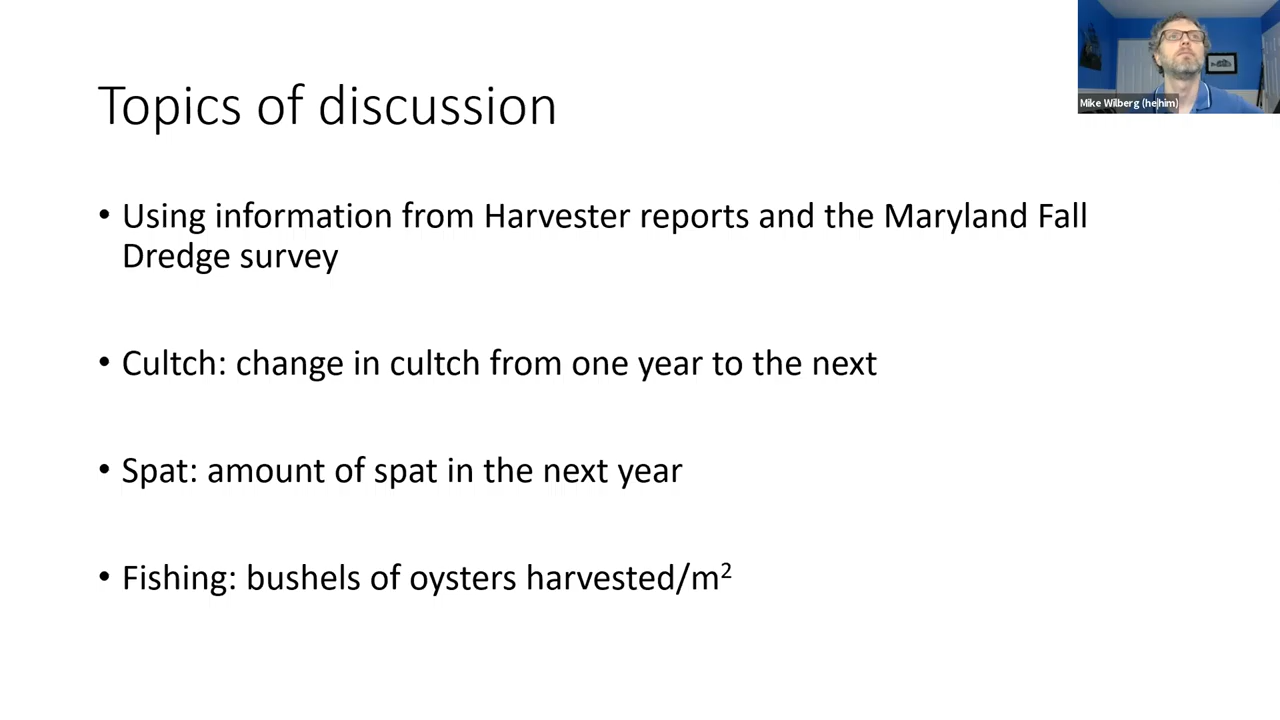 Topics of discussion
Mike Wilberg (he|him)
• Using information from Harvester reports and the Maryland Fall
Dredge survey
• Cultch: change in cultch from one year to the next
• Spat: amount of spat in the next year
• Fishing: bushels of oysters harvested/m²